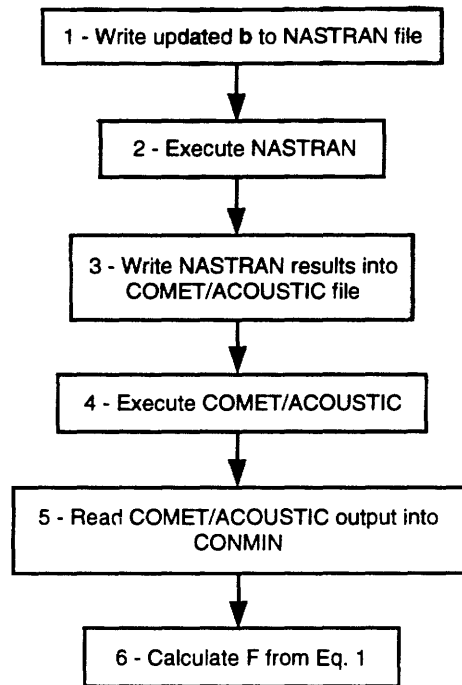 1 - Write updated b to NASTRAN file
2 - Execute NASTRAN
3 - Write NASTRAN results into
COMET/ACOUSTIC file
4 - Execute COMET/ACOUSTIC
5 - Read COMET/ACOUSTIC output into
CONMIN
6 - Calculate F from Eq. 1